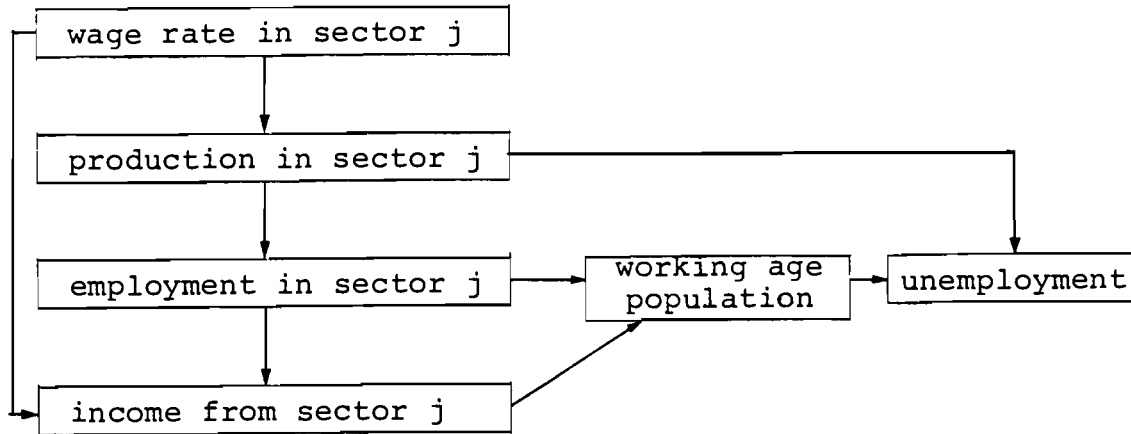 wage rate in sector j
production in sector j
employment in sector j
working age
population
unemployment
income from sector j